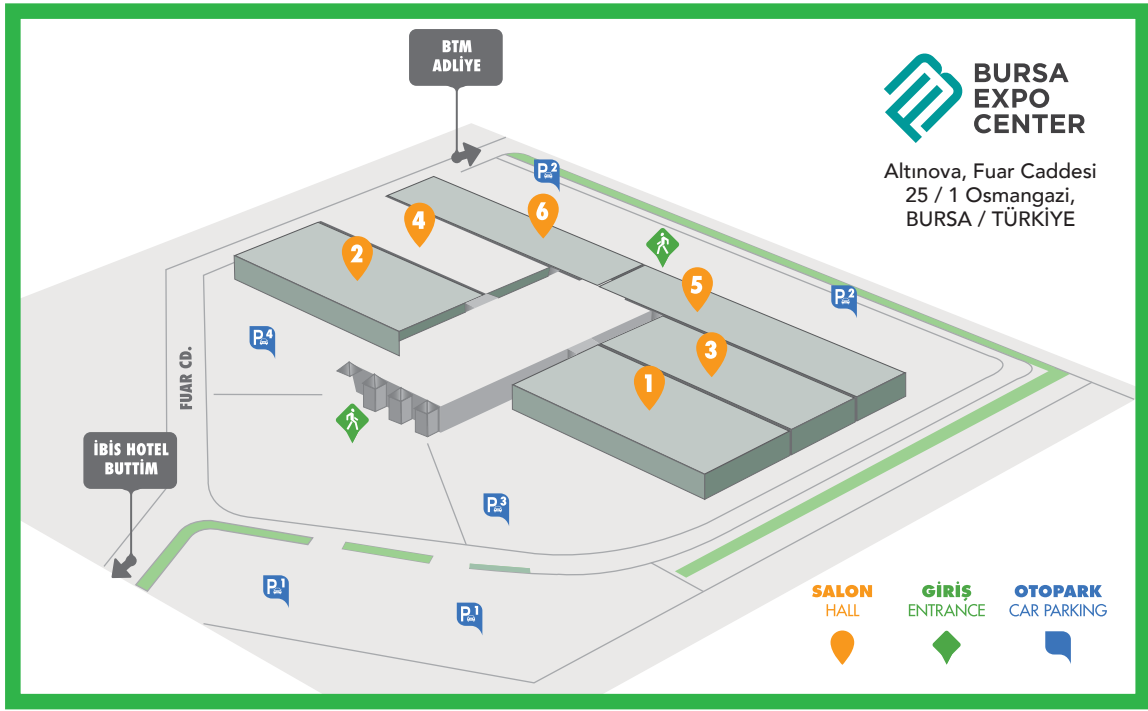 BTM
ADLİYE
BURSA
EXPO
CENTER
Altınova, Fuar Caddesi
25 / 1 Osmangazi,
BURSA / TÜRKİYE
P2
6
4
2
5
P2
3
1
P4
FUAR CD.
İBİS HOTEL
BUTTİM
P3
P1
P1
SALON
HALL
GİRİŞ
ENTRANCE
OTOPARK
CAR PARKING